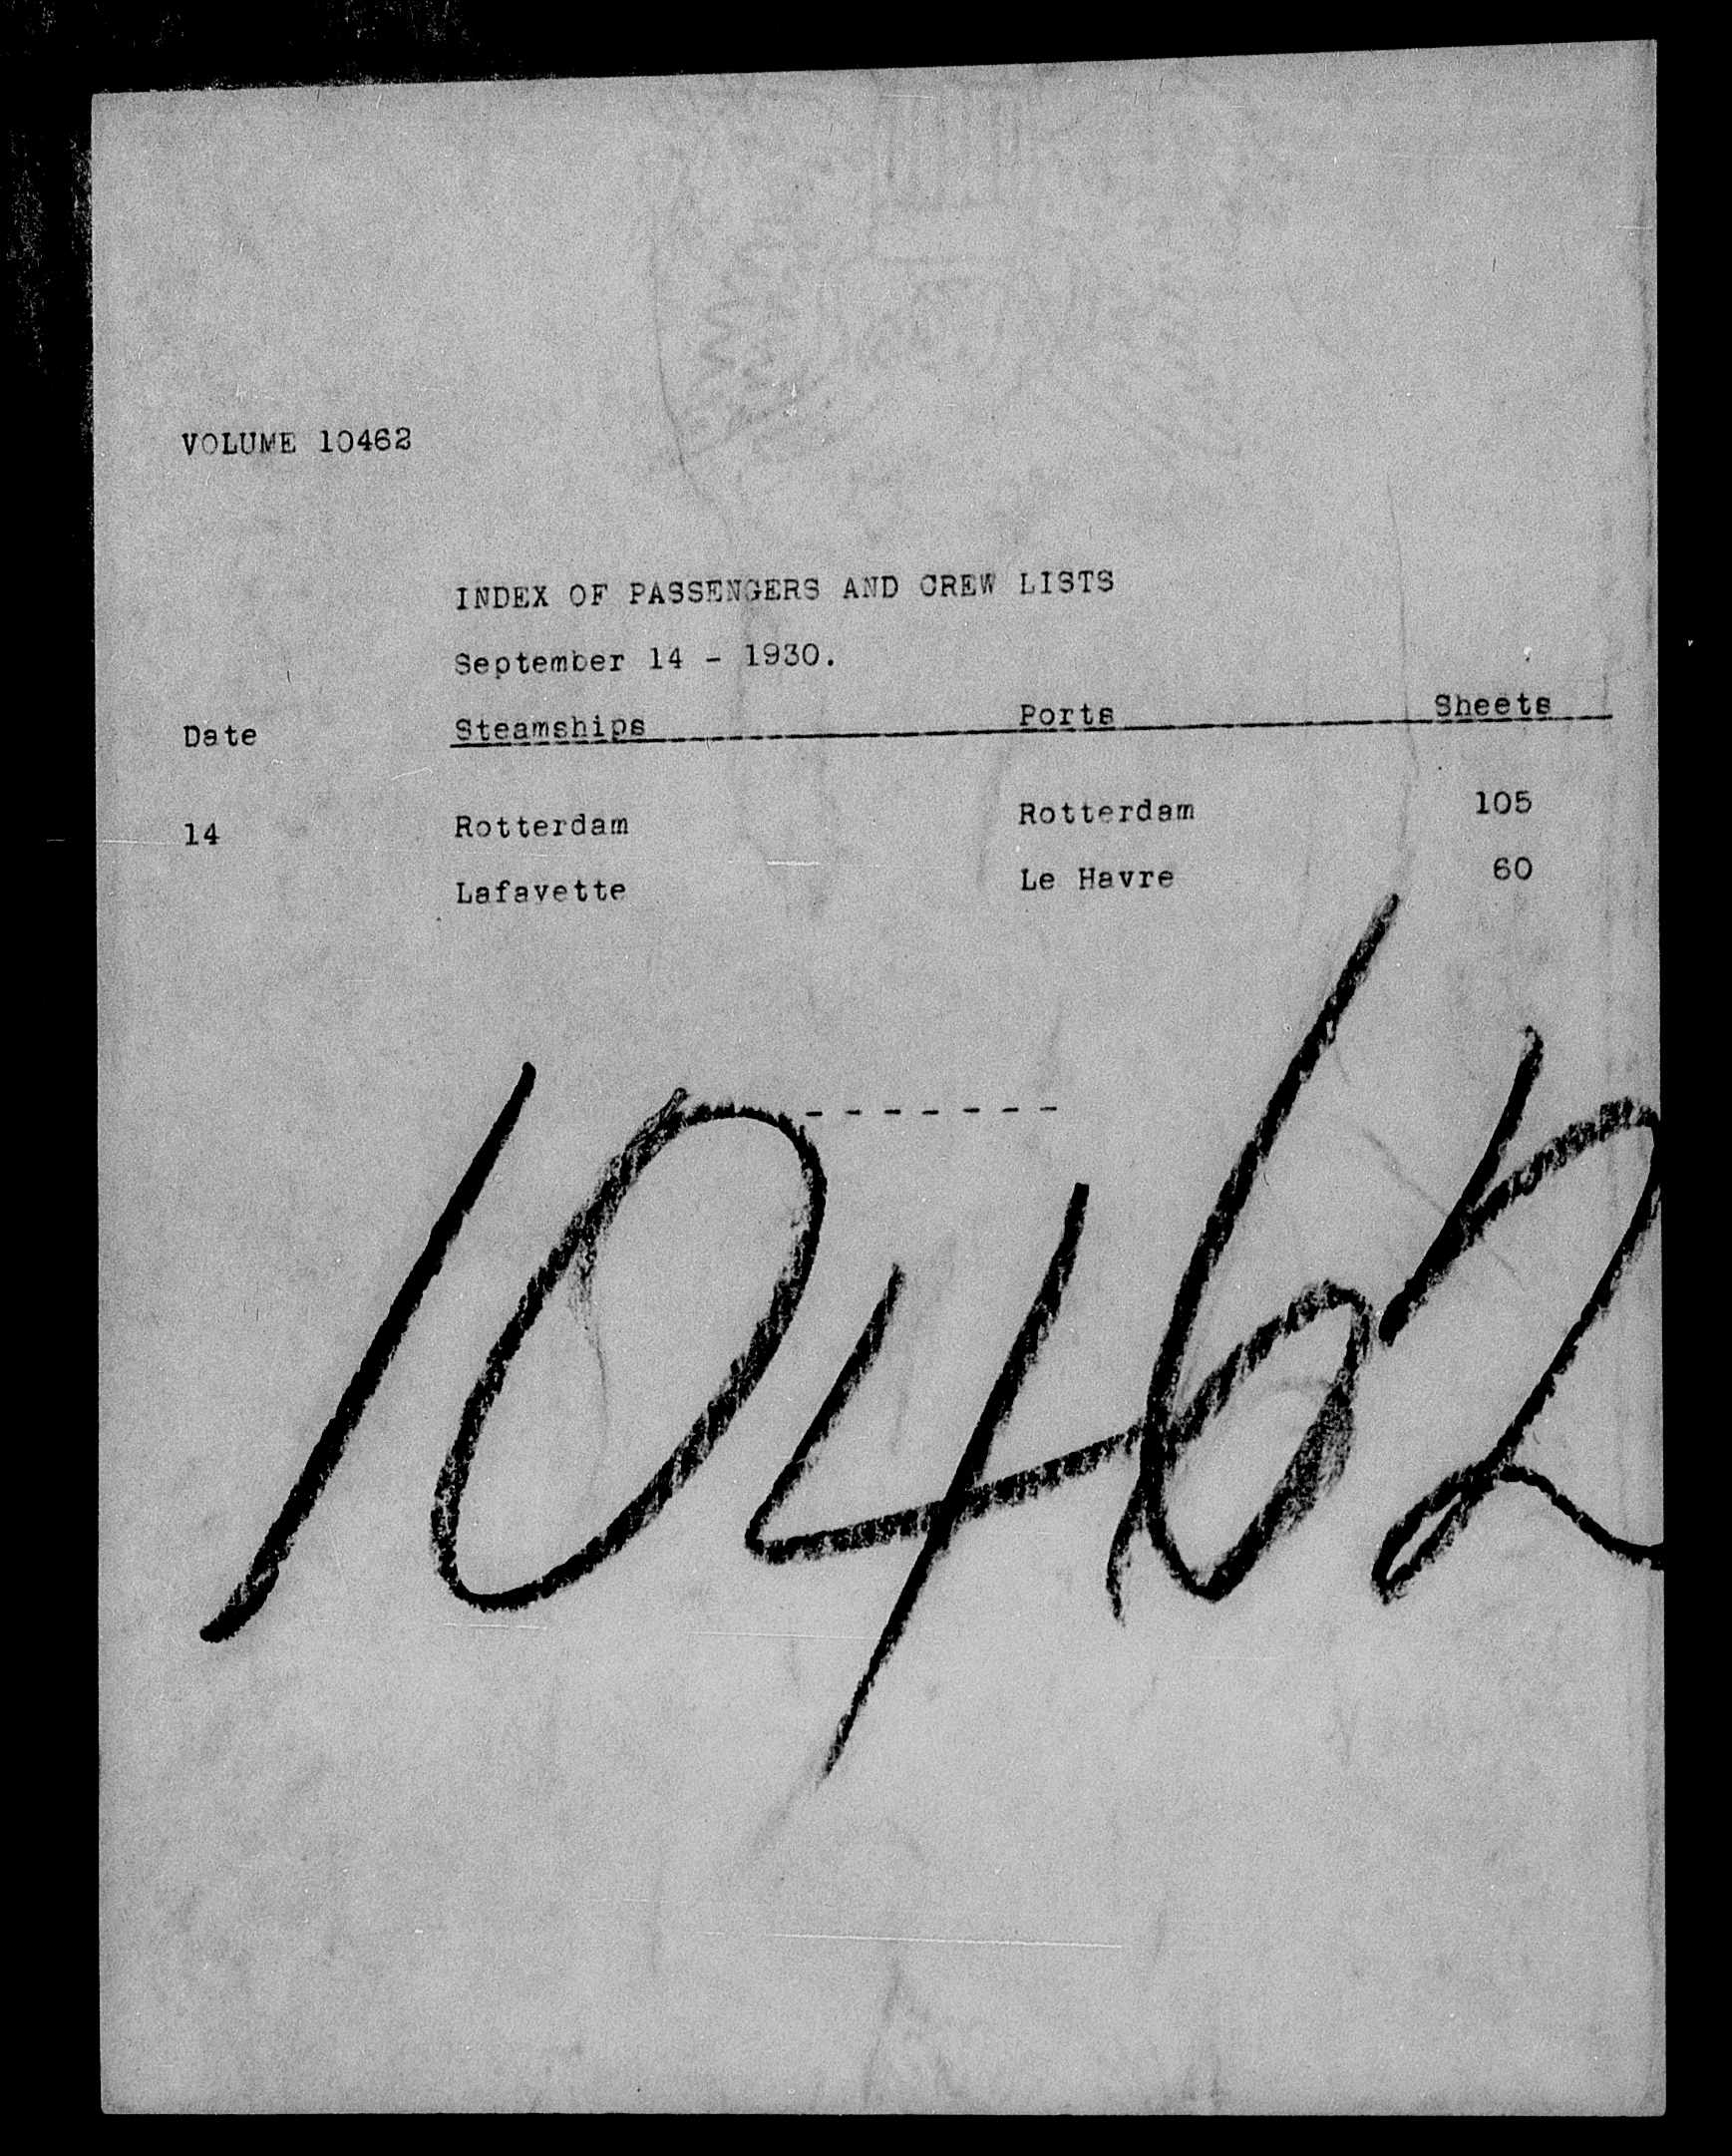 VOLUME 10462
INDEX OF PASSENGERS AND CREW LISTS
September 14 - 1930.
Date Steamships Ports Sheets
14 Rotterdam Rotterdam 105
Lafayette Le Havre 60
- - - - - - -
10462